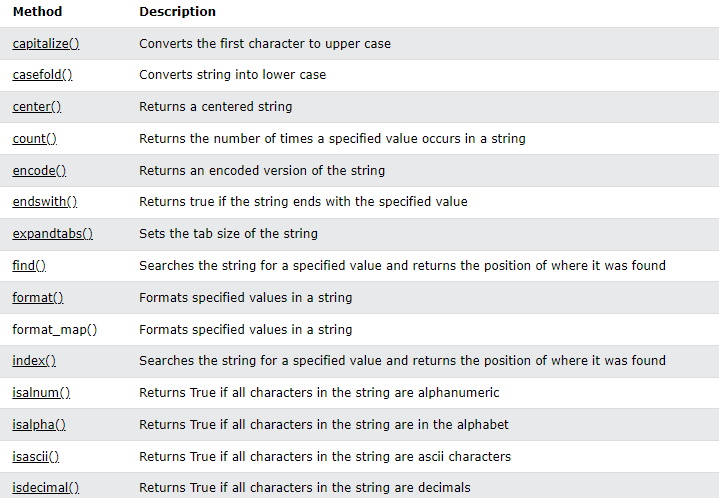 Method Description
capitalize() Converts the first character to upper case
casefold() Converts string into lower case
center() Returns a centered string
count() Returns the number of times a specified value occurs in a string
encode() Returns an encoded version of the string
endswith() Returns true if the string ends with the specified value
expandtabs() Sets the tab size of the string
find() Searches the string for a specified value and returns the position of where it was found
format() Formats specified values in a string
format_map() Formats specified values in a string
index() Searches the string for a specified value and returns the position of where it was found
isalnum() Returns True if all characters in the string are alphanumeric
isalpha() Returns True if all characters in the string are in the alphabet
isascii() Returns True if all characters in the string are ascii characters
isdecimal() Returns True if all characters in the string are decimals